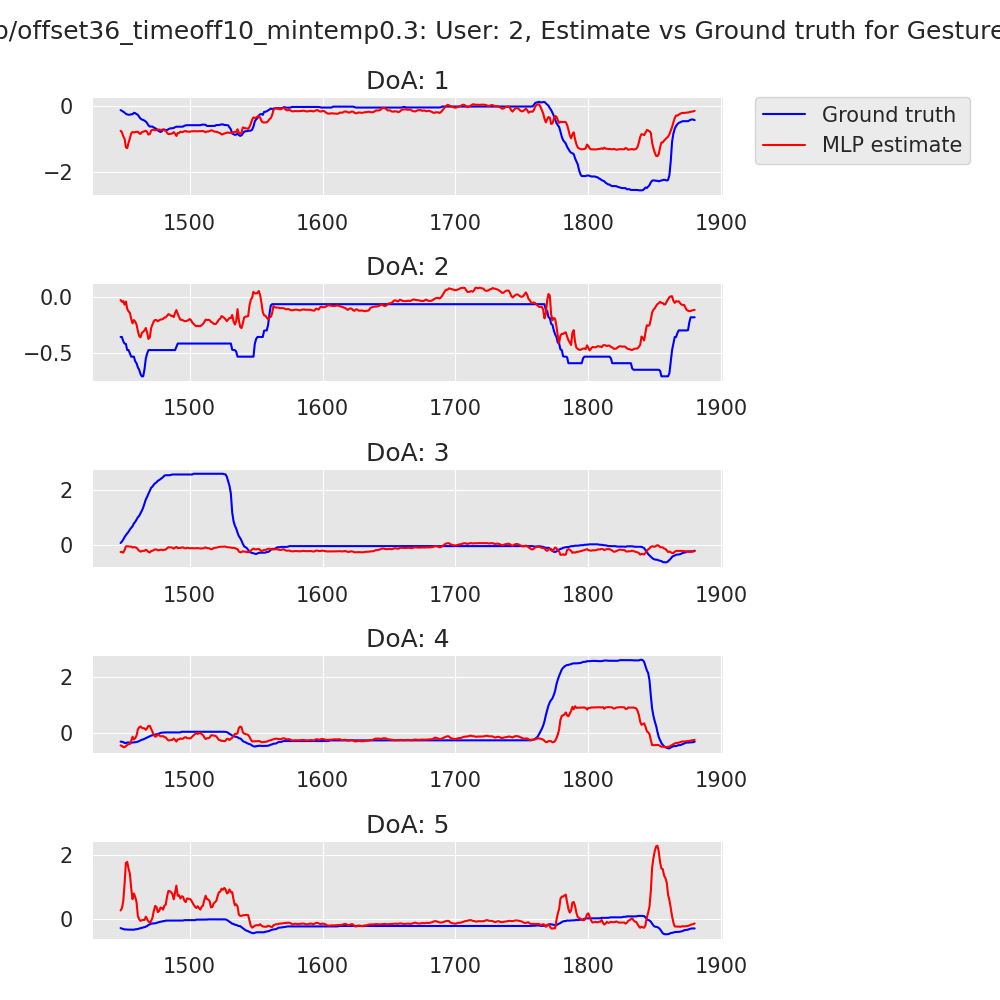 offset36_timeoff10_mintemp0.3: User: 2, Estimate vs Ground truth for Gesture
DoA: 1
Ground truth
MLP estimate
0
−2
1500 1600 1700 1800 1900
DoA: 2
0.0
−0.5
1500 1600 1700 1800 1900
DoA: 3
2
0
1500 1600 1700 1800 1900
DoA: 4
2
0
1500 1600 1700 1800 1900
DoA: 5
2
0
1500 1600 1700 1800 1900